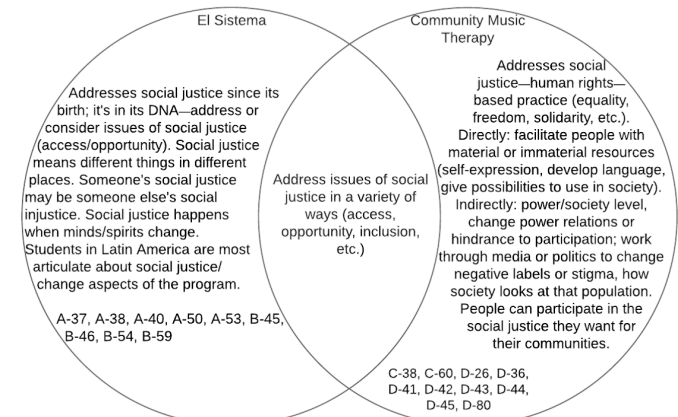 El Sistema
Addresses social justice since its
birth; it's in its DNA—address or
consider issues of social justice
(access/opportunity). Social justice
means different things in different
places. Someone's social justice
may be someone else's social
injustice. Social justice happens
when minds/spirits change.
Students in Latin America are most
articulate about social justice/
change aspects of the program.
A-37, A-38, A-40, A-50, A-53, B-45,
B-46, B-54, B-59
Address issues of social
justice in a variety of
ways (access,
opportunity, inclusion,
etc.)
Community Music
Therapy
Addresses social
justice—human rights—
based practice (equality,
freedom, solidarity, etc.).
Directly: facilitate people with
material or immaterial resources
(self-expression, develop language,
give possibilities to use in society).
Indirectly: power/society level,
change power relations or
hindrance to participation; work
through media or politics to change
negative labels or stigma, how
society looks at that population.
People can participate in the
social justice they want for
their communities.
C-38, C-60, D-26, D-36,
D-41, D-42, D-43, D-44,
D-45, D-80